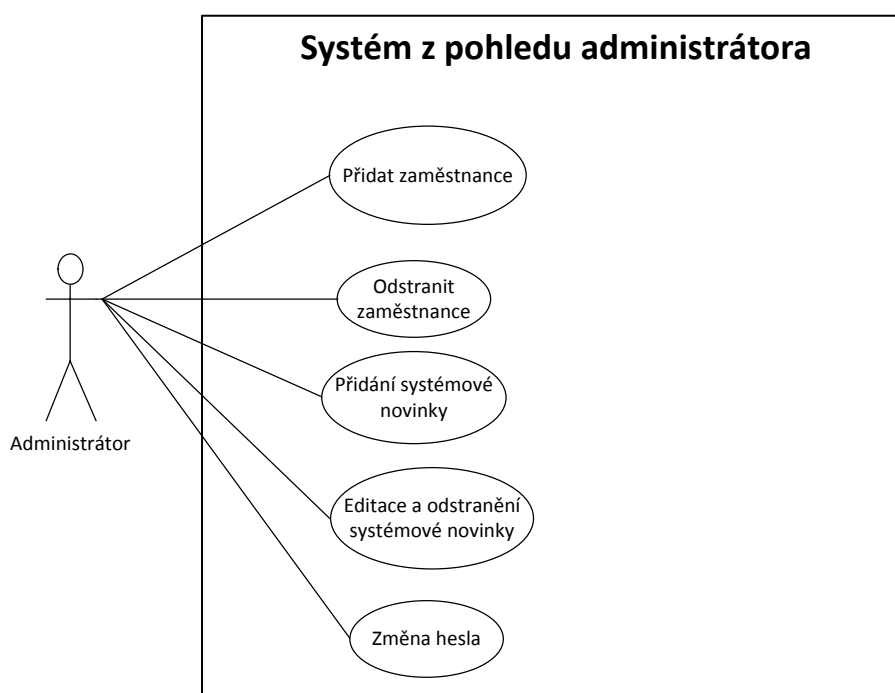 Systém z pohledu administrátora
Přidat zaměstnance
Odstranit
zaměstnance
Přidání systémové
novinky
Administrátor
Editace a odstranění
systémové novinky
Změna hesla